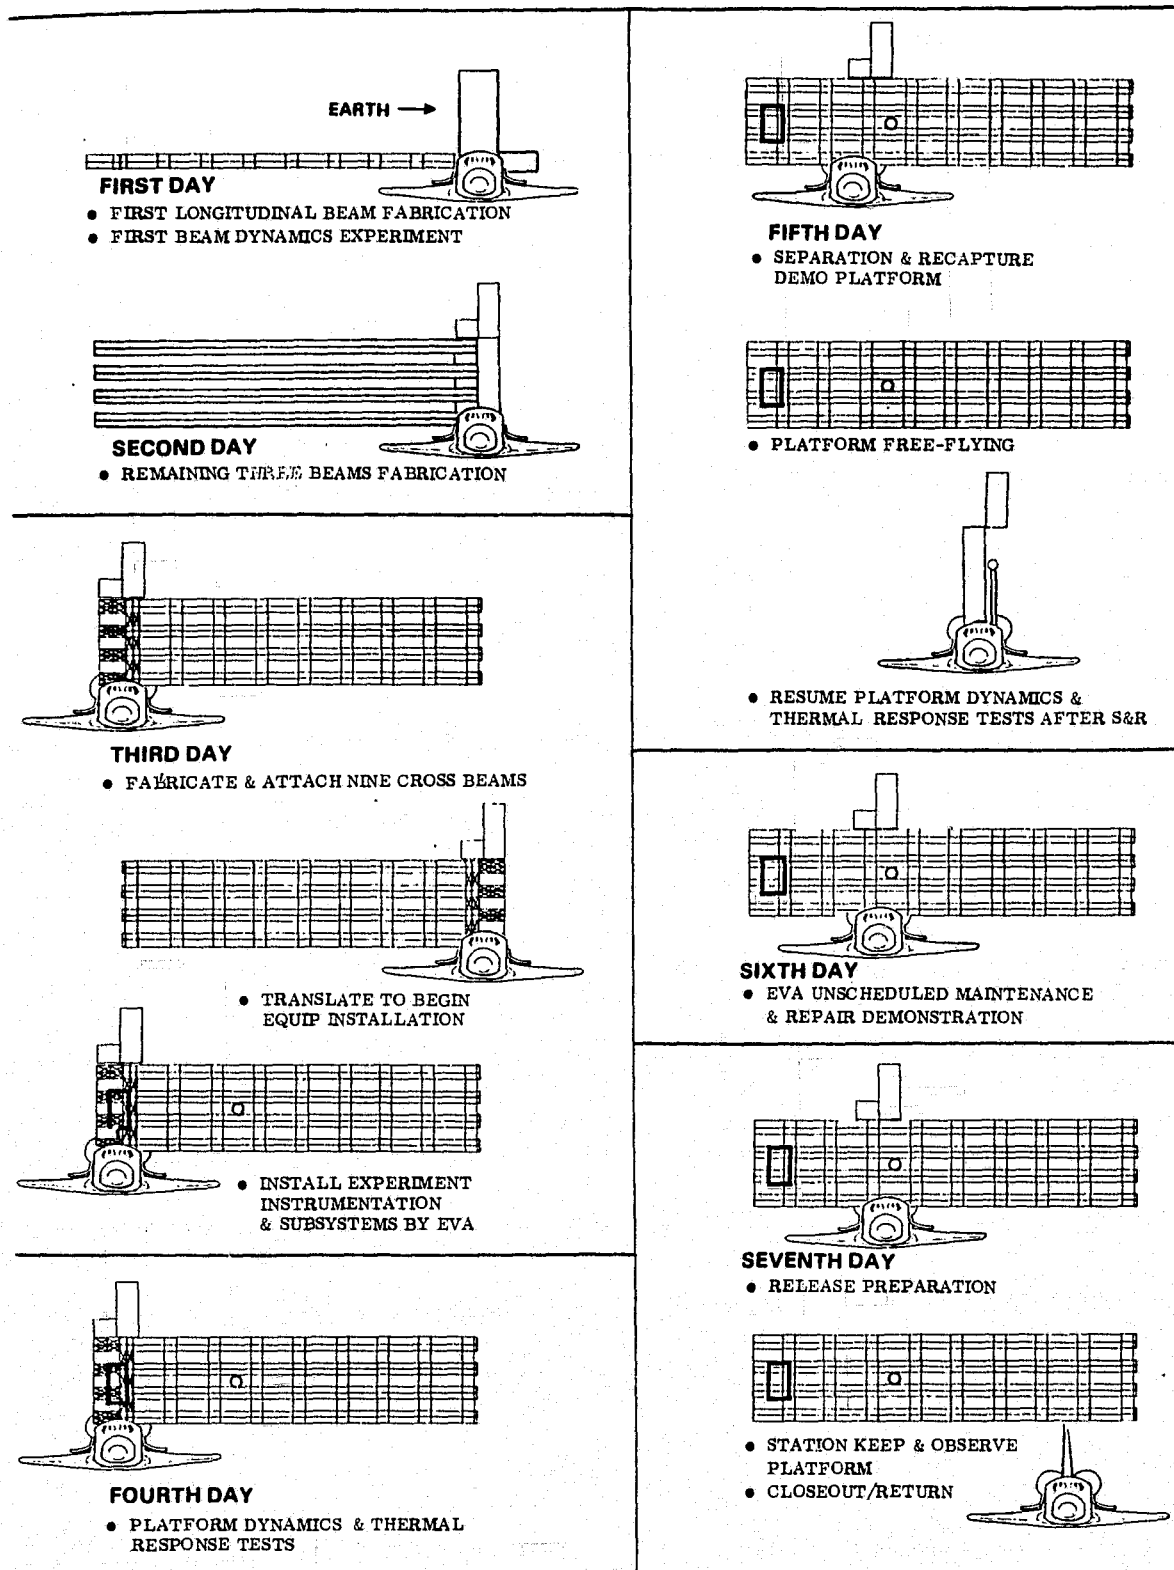 EARTH
FIRST DAY
• FIRST LONGITUDINAL BEAM FABRICATION
• FIRST BEAM DYNAMICS EXPERIMENT
SECOND DAY
• REMAINING THREE BEAMS FABRICATION
THIRD DAY
• FABRICATE & ATTACH NINE CROSS BEAMS
• TRANSLATE TO BEGIN
EQUIP INSTALLATION
• INSTALL EXPERIMENT
INSTRUMENTATION
& SUBSYSTEMS BY EVA
FOURTH DAY
• PLATFORM DYNAMICS & THERMAL
RESPONSE TESTS
FIFTH DAY
• SEPARATION & RECAPTURE
DEMO PLATFORM
• PLATFORM FREE-FLYING
• RESUME PLATFORM DYNAMICS &
THERMAL RESPONSE TESTS AFTER S&R
SIXTH DAY
• EVA UNSCHEDULED MAINTENANCE
& REPAIR DEMONSTRATION
SEVENTH DAY
• RELEASE PREPARATION
• STATION KEEP & OBSERVE
PLATFORM
• CLOSEOUT/RETURN